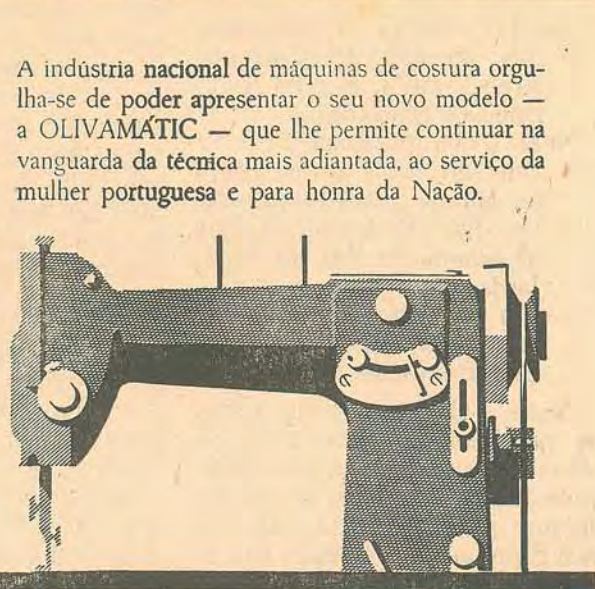 A indústria nacional de máquinas de costura orgu-
lha-se de poder apresentar o seu novo modelo —
a OLIVAMÁTIC — que lhe permite continuar na
vanguarda da técnica mais adiantada, ao serviço da
mulher portuguesa e para honra da Nação.